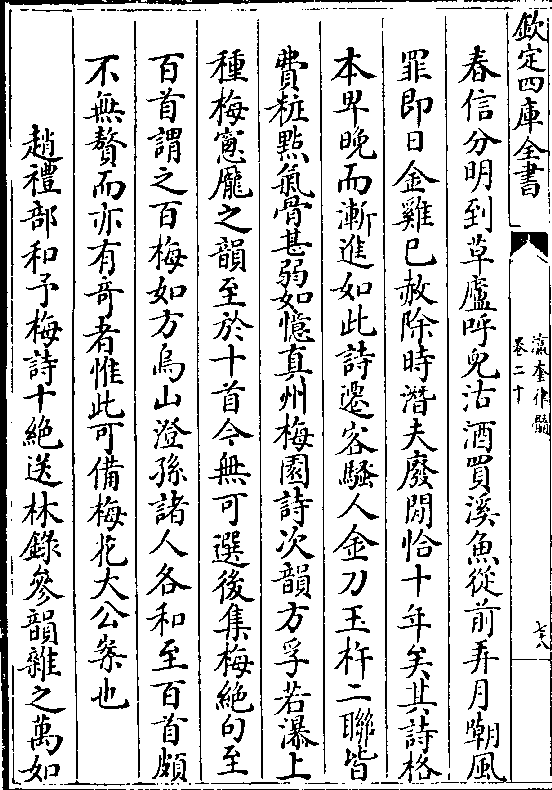 欽定四庫全書
瀛奎律髓
卷二十
七八
春信分明到草廬呼兒沽酒買溪魚從前弄月嘲風
罪即日金雞已赦除時潛夫廢閒恰十年矣其詩格
本卑晚而漸進如此詩遷客騷人金刀玉杵二聯皆
費粧點氣骨甚弱如憶真州梅園詩次韻方孚若瀑上
種梅窻龐之韻至於十首今無可選後集梅絶句至
百首謂之百梅如方烏山澄孫諸人各和至百首頗
不無贅而亦有竒者惟此可備梅花大公案也
趙禮部和予梅詩十絶送林錄參韻雜之萬如